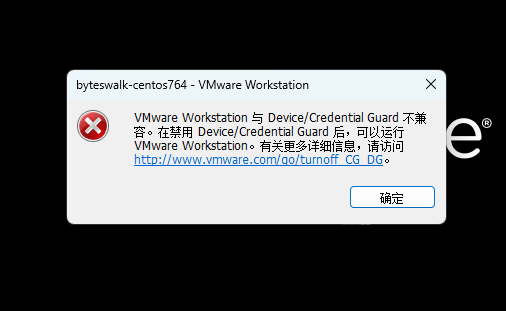 byteswalk-centos764 - VMware Workstation
VMware Workstation 与 Device/Credential Guard 不兼
容。在禁用 Device/Credential Guard 后，可以运行
VMware Workstation。有关更多详细信息，请访问
http://www.vmware.com/go/turnoff_CG_DG。
e®
确定